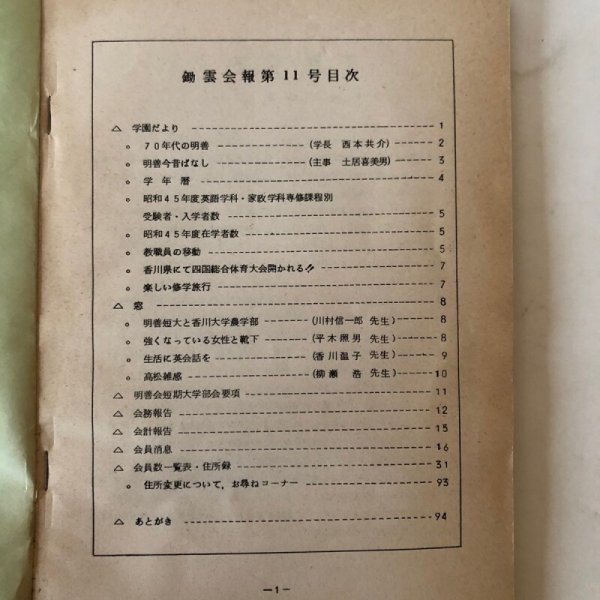 鋤雲会報第11号目次
△ 学園だより ---------- 1
。 70年代の明善 ---------- (学長 西本共介) ---------- 2
。 明善今昔ばなし ---------- (主事 土居喜美男) ---------- 3
。 学年暦 ---------- 4
。 昭和45年度英語学科・家政学科専修課程別
受験者・入学者数 ---------- 5
。 昭和45年度在学者数 ---------- 5
。 教職員の移動 ---------- 5
。 香川県にて四国総合体育大会開かれる!! ---------- 7
。 楽しい修学旅行 ---------- 7
△ 窓 ---------- 8
。 明善短大と香川大学農学部 ---------- (川村信一郎 先生) ---------- 8
。 強くなっている女性と靴下 ---------- (平木照男 先生) ---------- 8
。 生活に英会話を ---------- (香川盈子 先生) ---------- 9
。 高松雑感 ---------- (柳瀬 浩 先生) ---------- 10
△ 明善会短期大学部会要項 ---------- 11
△ 会務報告 ---------- 12
△ 会計報告 ---------- 15
△ 会員消息 ---------- 16
△ 会員数一覧表・住所録 ---------- 31
。 住所変更について,お尋ねコーナー ---------- 93
△ あとがき ---------- 94
-1-